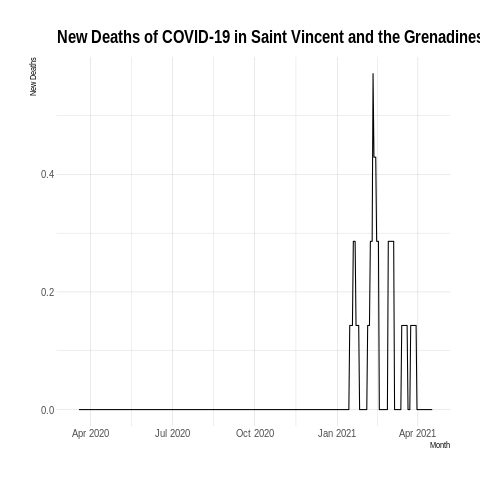 New Deaths of COVID-19 in Saint Vincent and the Grenadines
New Deaths
0.4
0.2
0.0
Apr 2020 Jul 2020 Oct 2020 Jan 2021 Apr 2021
Month